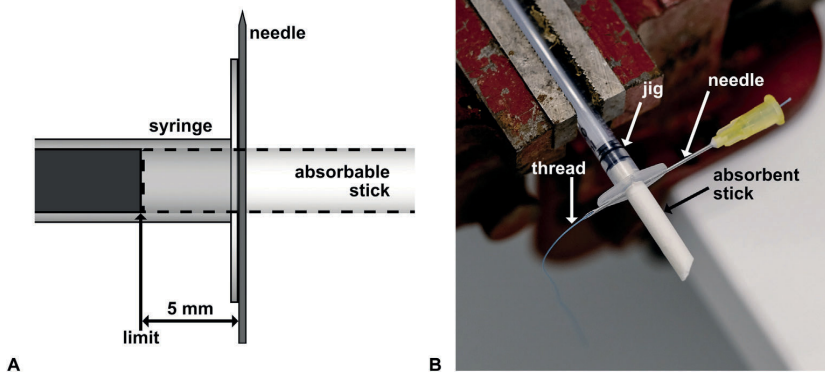 needle
syringe
absorbable
stick
5 mm
limit
A
jig
needle
thread
absorbent
stick
B